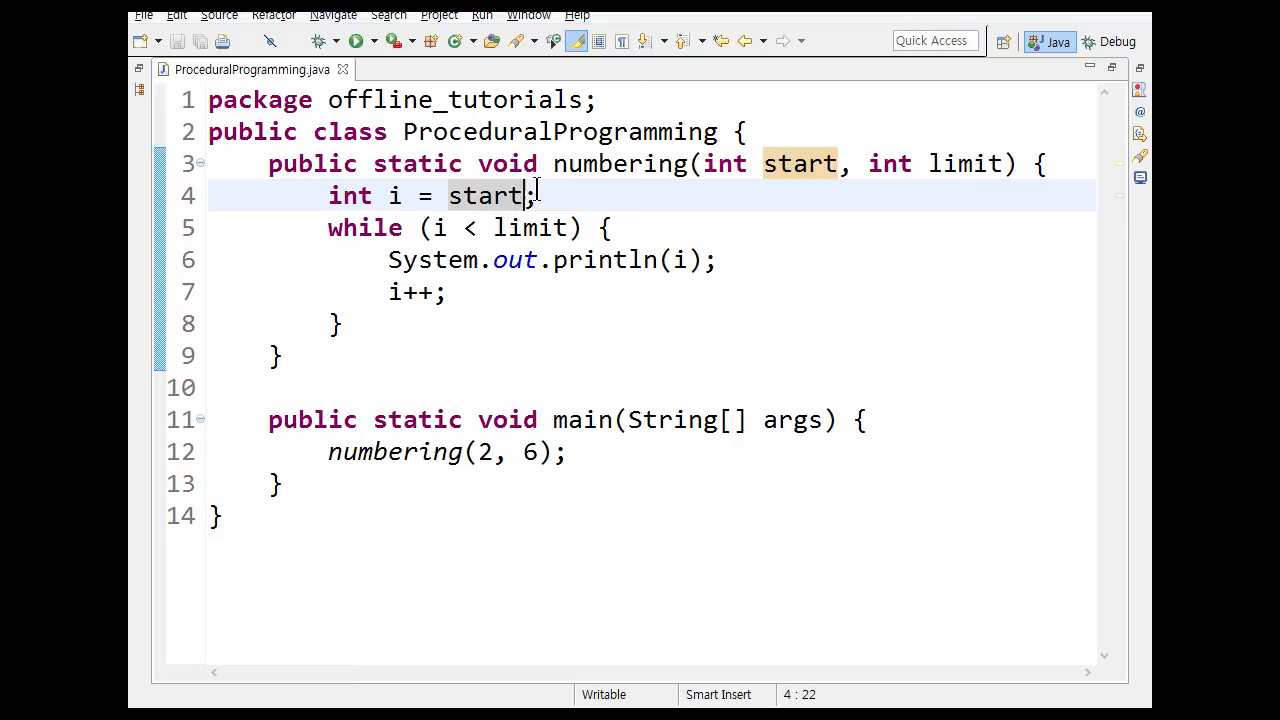 File Edit Source Refactor Navigate Search Project Run Window Help
Quick Access Java Debug
ProceduralProgramming.java
1 package offline_tutorials;
2 public class ProceduralProgramming {
3 public static void numbering(int start, int limit) {
4 int i = start;
5 while (i < limit) {
6 System.out.println(i);
7 i++;
8 }
9 }
10
11 public static void main(String[] args) {
12 numbering(2, 6);
13 }
14 }
Writable Smart Insert 4 : 22